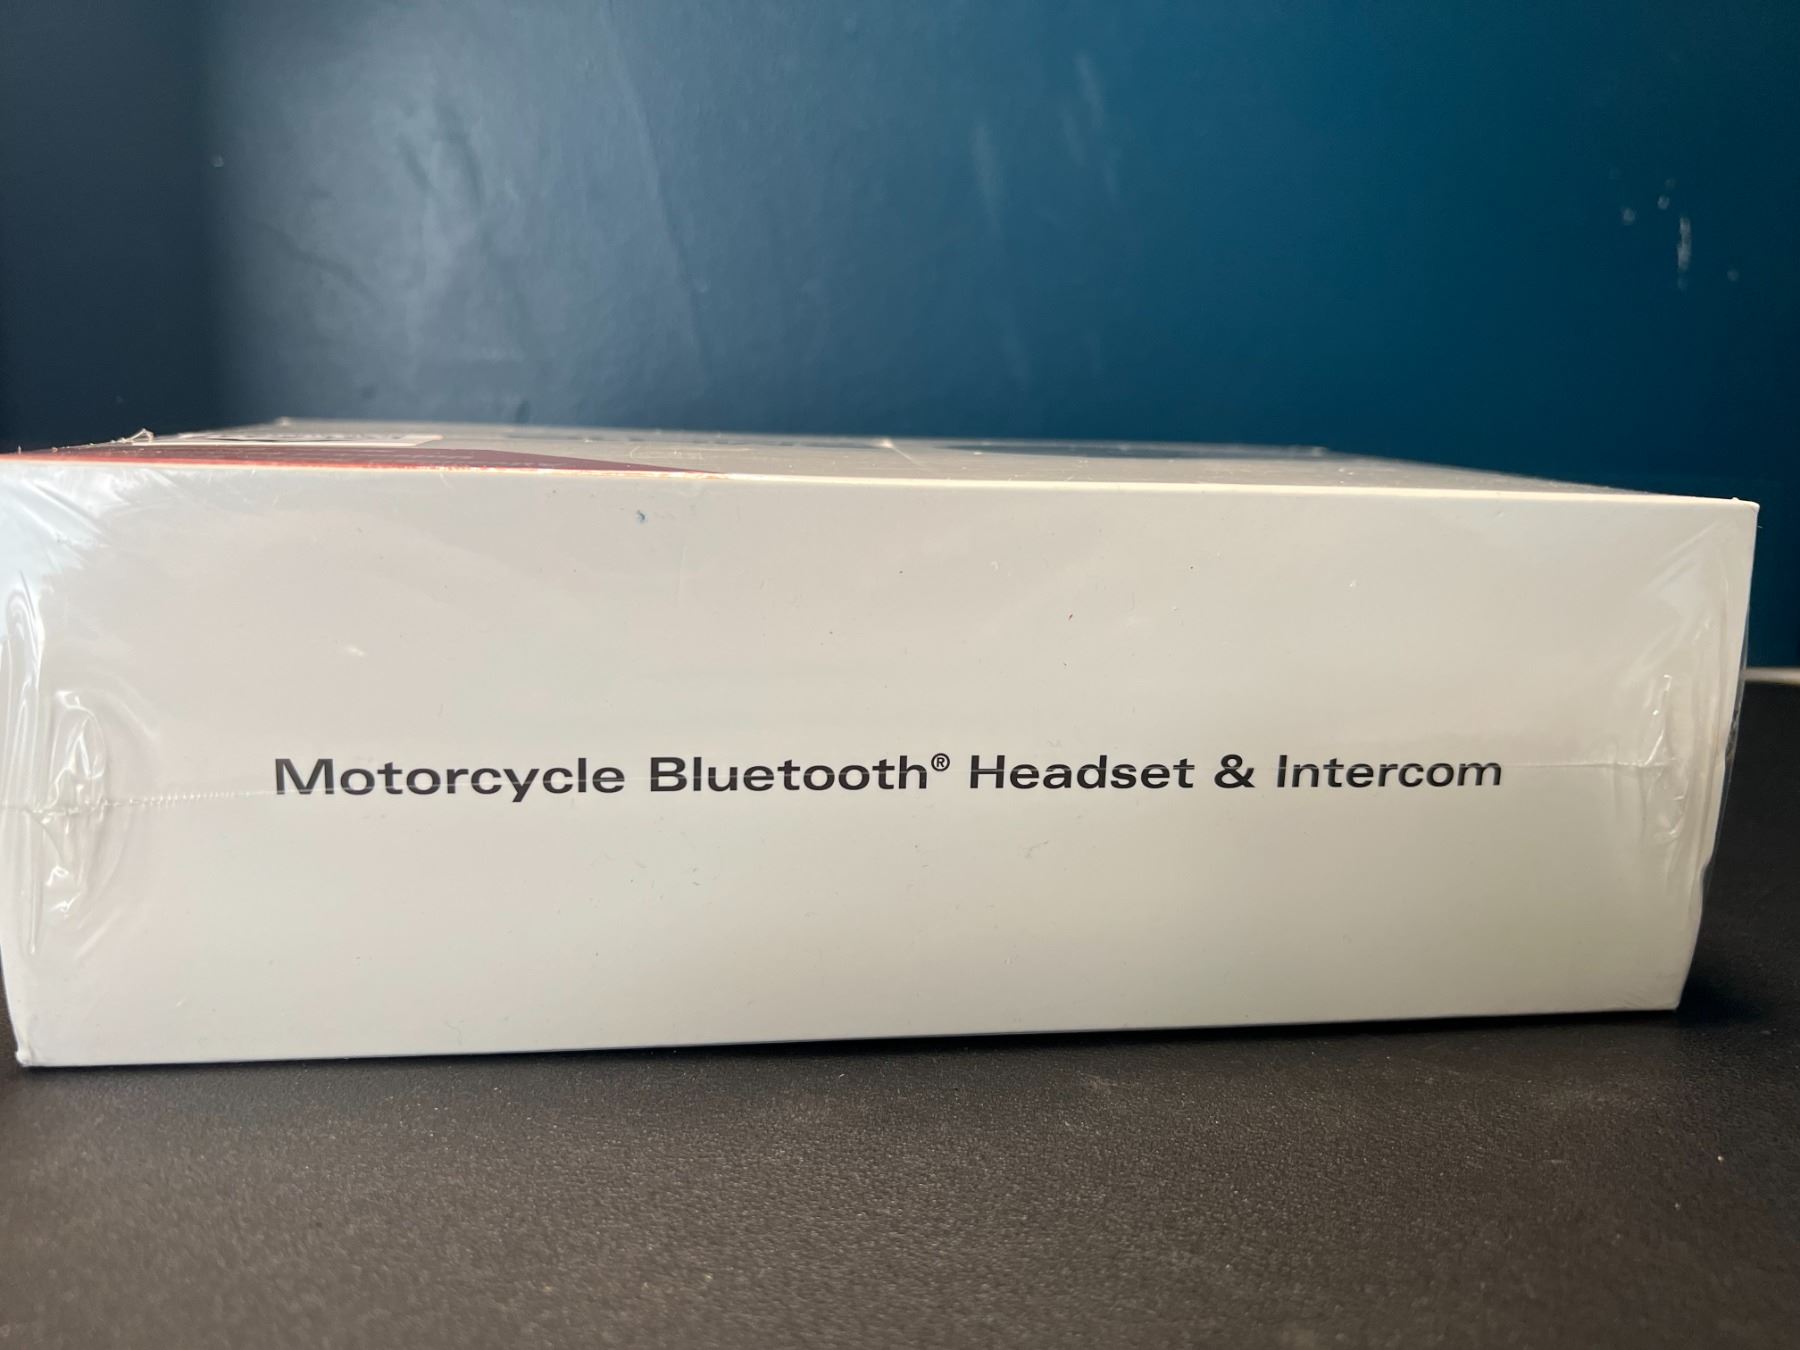 Motorcycle Bluetooth® Headset & Intercom